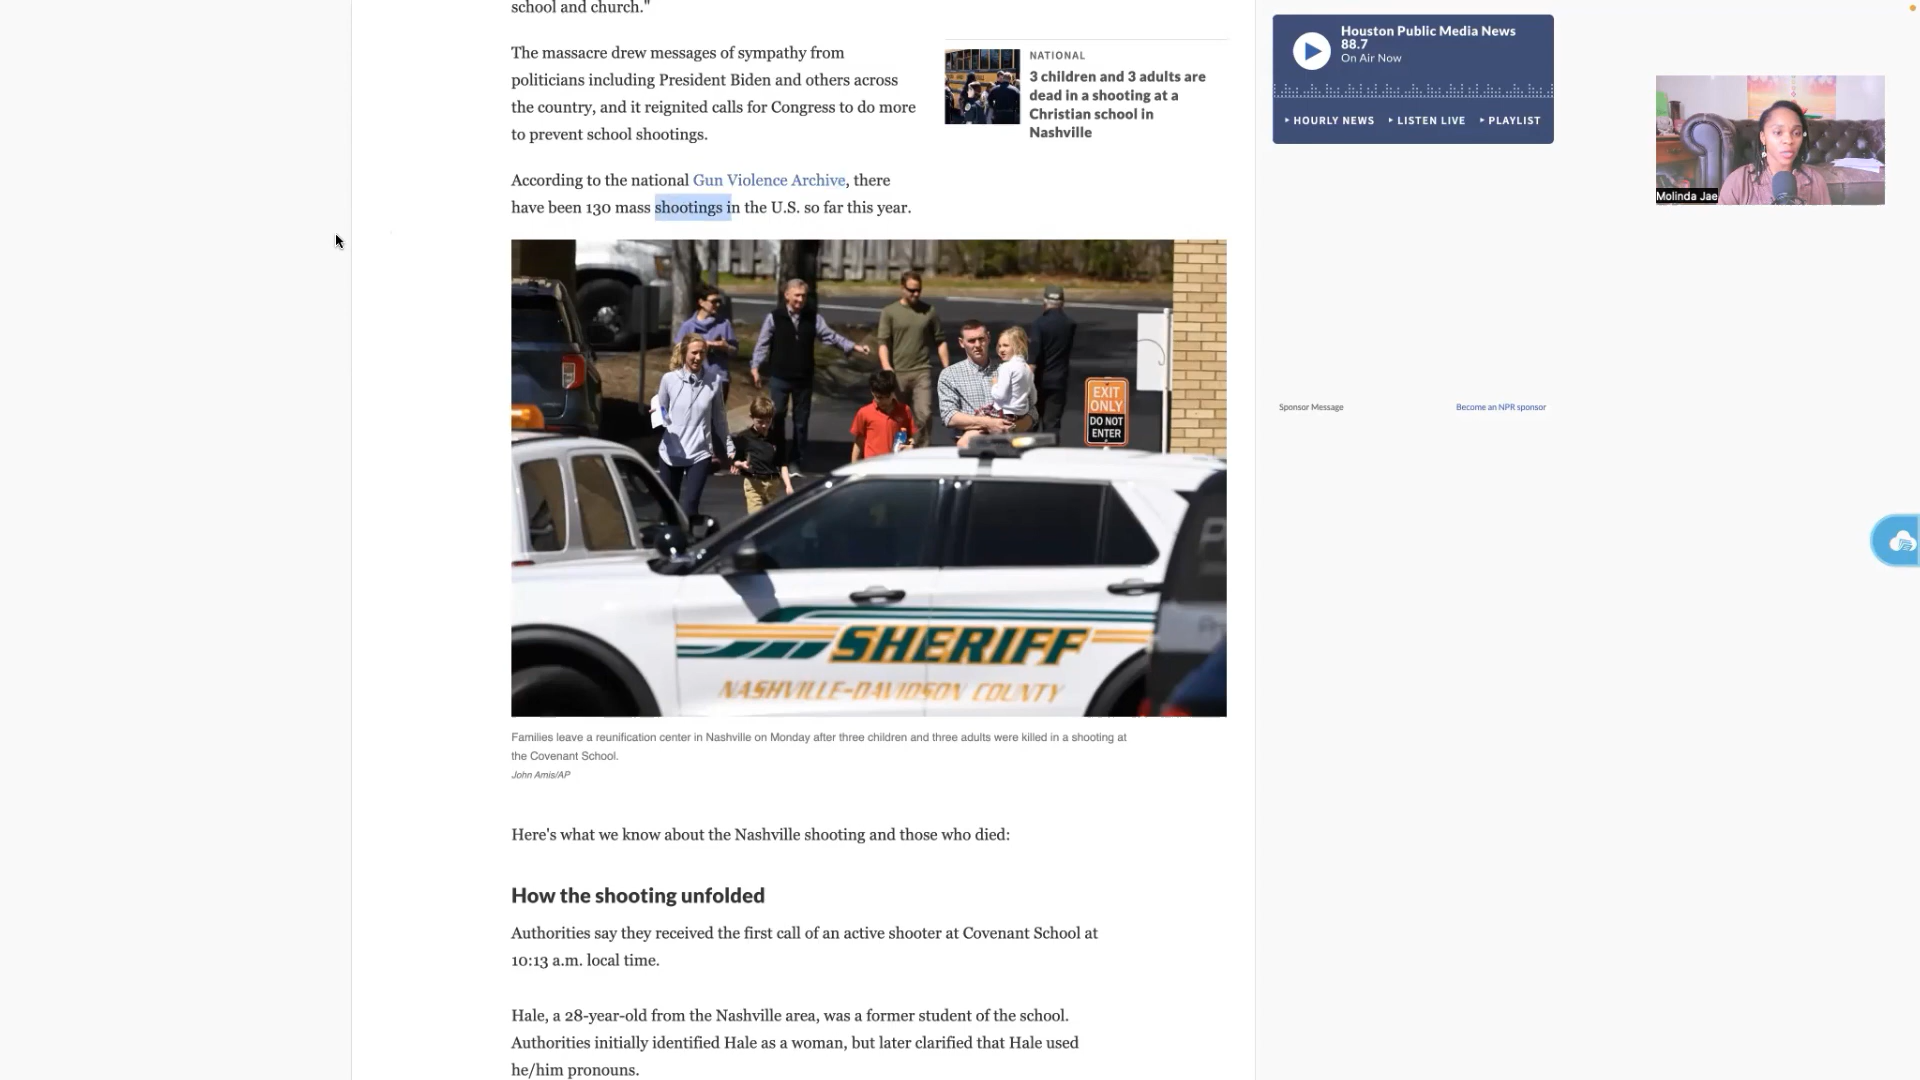 school and church."
The massacre drew messages of sympathy from
politicians including President Biden and others across
the country, and it reignited calls for Congress to do more
to prevent school shootings.
NATIONAL
3 children and 3 adults are
dead in a shooting at a
Christian school in
Nashville
According to the national Gun Violence Archive, there
have been 130 mass shootings in the U.S. so far this year.
EXIT
ONLY
DO NOT
ENTER
SHERIFF
NASHVILLE-DAVIDSON COUNTY
Families leave a reunification center in Nashville on Monday after three children and three adults were killed in a shooting at
the Covenant School.
John Amis/AP
Here's what we know about the Nashville shooting and those who died:
How the shooting unfolded
Authorities say they received the first call of an active shooter at Covenant School at
10:13 a.m. local time.
Hale, a 28-year-old from the Nashville area, was a former student of the school.
Authorities initially identified Hale as a woman, but later clarified that Hale used
he/him pronouns.
Houston Public Media News
88.7
On Air Now
HOURLY NEWS LISTEN LIVE PLAYLIST
Sponsor Message Become an NPR sponsor
Molinda Jae